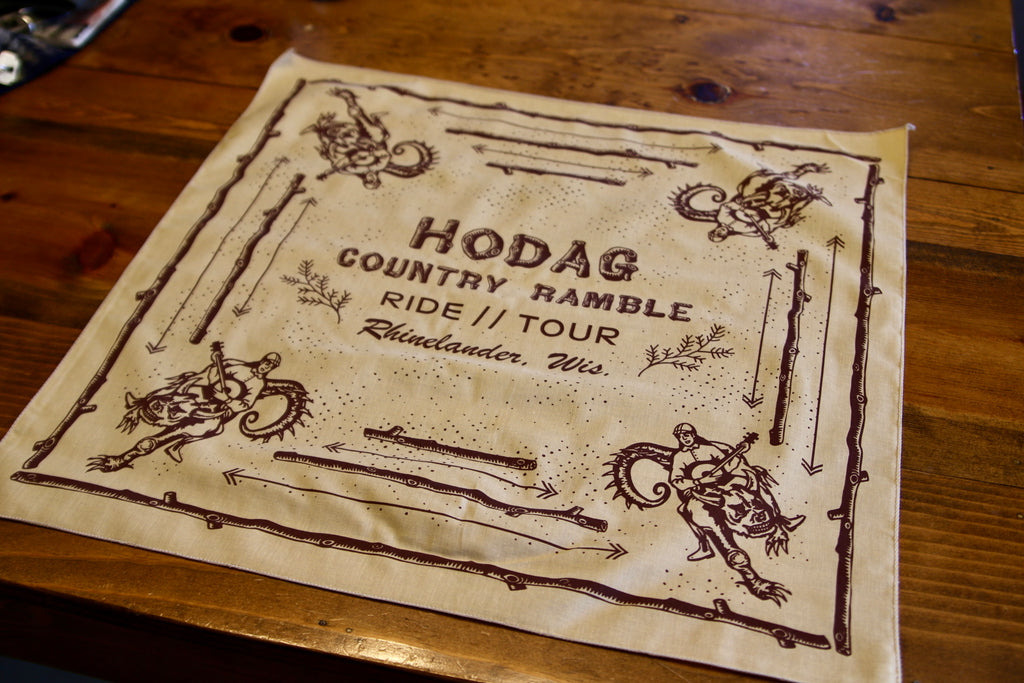 HODAG
COUNTRY RAMBLE
RIDE // TOUR
Rhinelander, Wis.